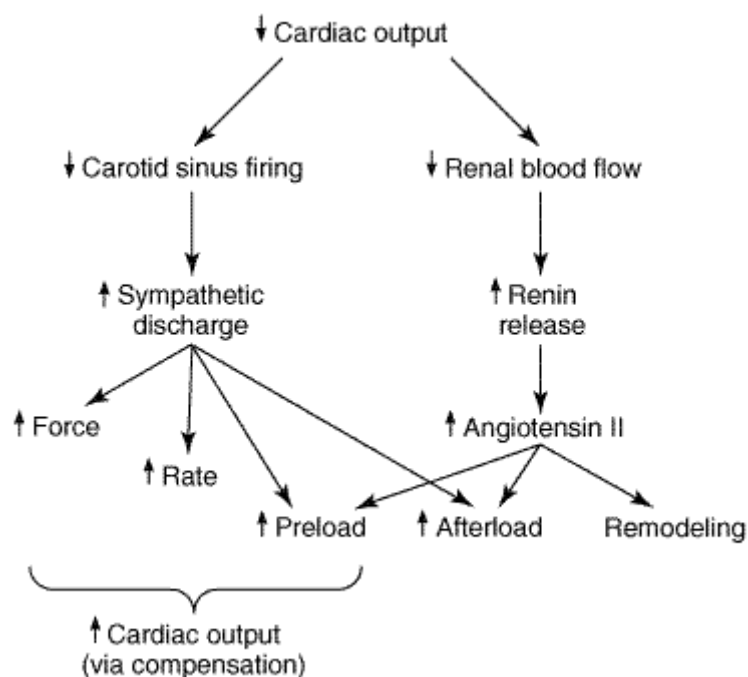 ↓ Cardiac output
↓ Carotid sinus firing
↓ Renal blood flow
↑ Sympathetic
discharge
↑ Renin
release
↑ Force
↑ Angiotensin II
↑ Rate
↑ Preload
↑ Afterload
Remodeling
↑ Cardiac output
(via compensation)